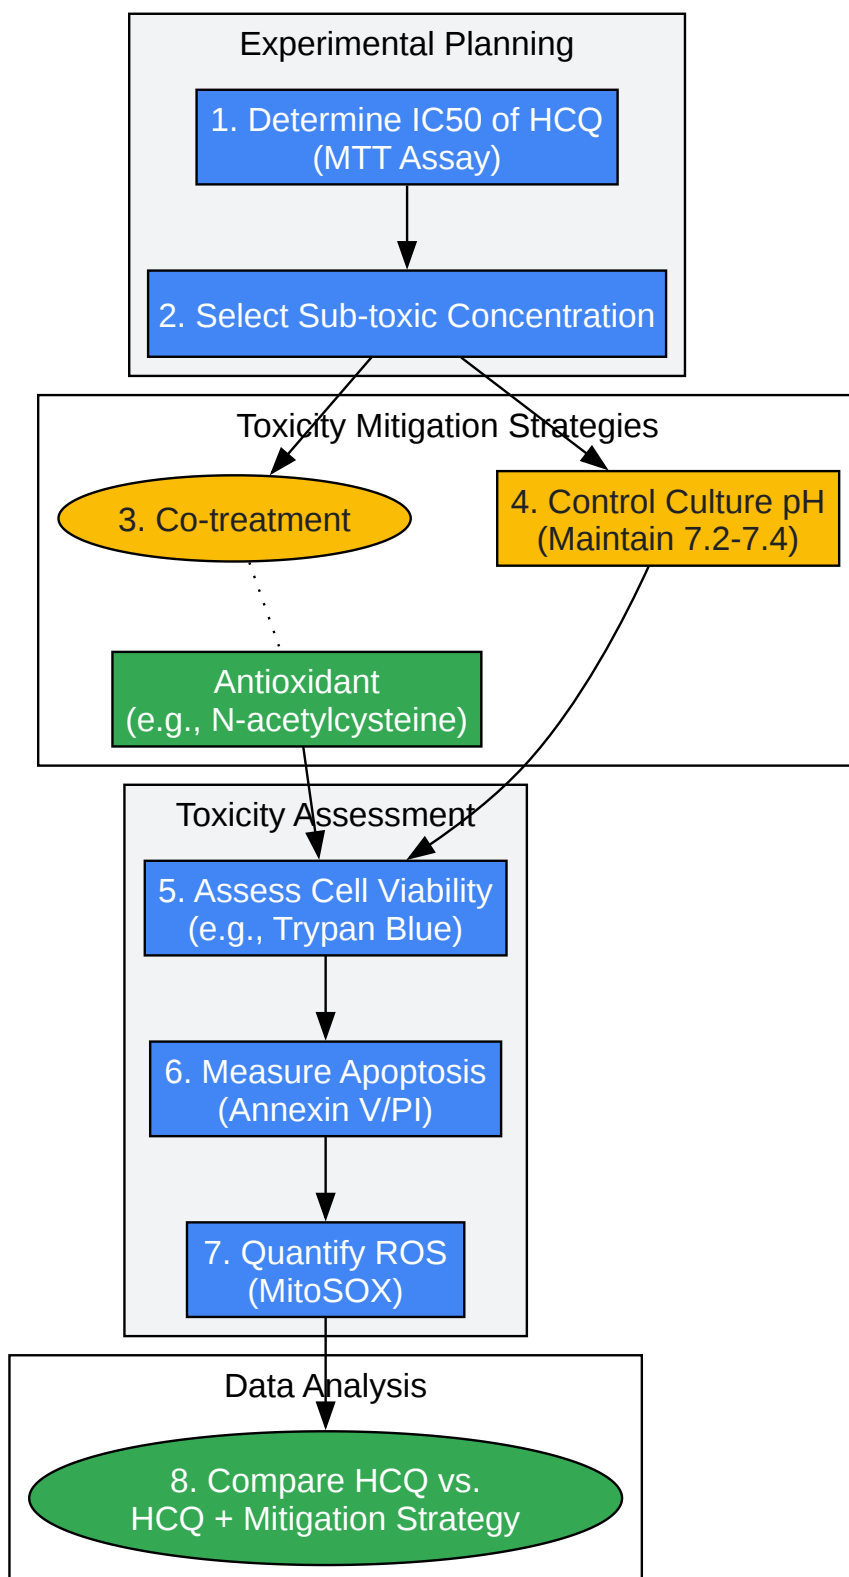 Experimental Planning
1. Determine IC50 of HCQ
(MTT Assay)
2. Select Sub-toxic Concentration
Toxicity Mitigation Strategies
3. Co-treatment
4. Control Culture pH
(Maintain 7.2-7.4)
Antioxidant
(e.g., N-acetylcysteine)
Toxicity Assessment
5. Assess Cell Viability
(e.g., Trypan Blue)
6. Measure Apoptosis
(Annexin V/PI)
7. Quantify ROS
(MitoSOX)
Data Analysis
8. Compare HCQ vs.
HCQ + Mitigation Strategy